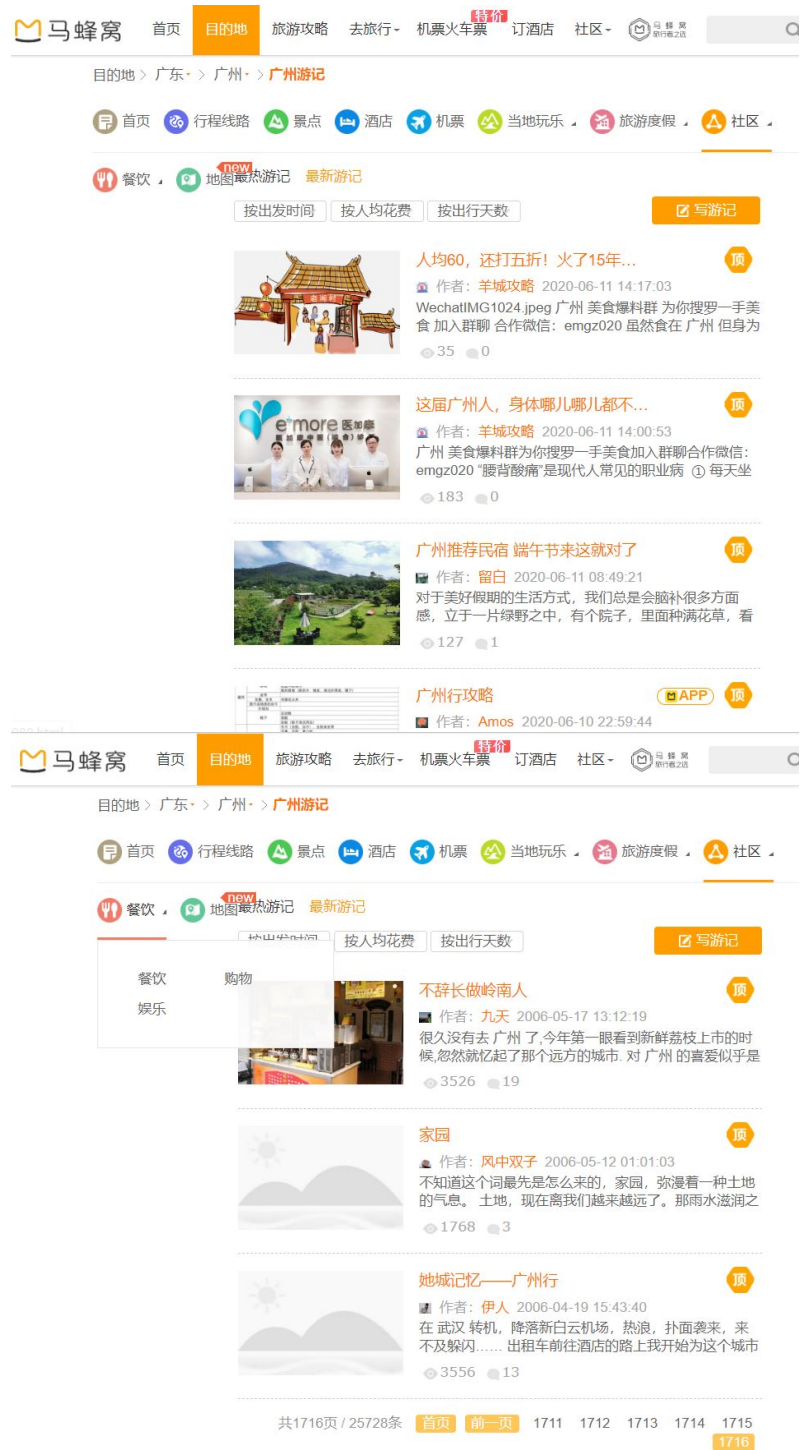 马蜂窝 首页 目的地 旅游攻略 去旅行 机票火车票 特价 订酒店 社区 马蜂窝 旅行者之选
目的地 > 广东 > 广州 > 广州游记
首页 行程线路 景点 酒店 机票 当地玩乐 旅游度假 社区
餐饮 地图 new 最热游记 最新游记
按出发时间 按人均花费 按出行天数 写游记
人均60，还打五折！火了15年… 顶
作者：羊城攻略 2020-06-11 14:17:03
WechatIMG1024.jpeg 广州 美食爆料群 为你搜罗一手美
食 加入群聊 合作微信：emgz020 虽然食在 广州 但身为
35 0
e·more 医加摩
这届广州人，身体哪儿哪儿都不… 顶
作者：羊城攻略 2020-06-11 14:00:53
广州 美食爆料群为你搜罗一手美食加入群聊合作微信：
emgz020 “腰背酸痛”是现代人常见的职业病 ① 每天坐
183 0
广州推荐民宿 端午节来这就对了 顶
作者：留白 2020-06-11 08:49:21
对于美好假期的生活方式，我们总是会脑补很多方面
感，立于一片绿野之中，有个院子，里面种满花草，看
127 1
广州行攻略 APP 顶
作者：Amos 2020-06-10 22:59:44
马蜂窝 首页 目的地 旅游攻略 去旅行 机票火车票 特价 订酒店 社区 马蜂窝 旅行者之选
目的地 > 广东 > 广州 > 广州游记
首页 行程线路 景点 酒店 机票 当地玩乐 旅游度假 社区
餐饮 地图 new 最热游记 最新游记
按出发时间 按人均花费 按出行天数 写游记
餐饮 购物
娱乐
不辞长做岭南人 顶
作者：九天 2006-05-17 13:12:19
很久没有去 广州 了,今年第一眼看到新鲜荔枝上市的时
候,忽然就忆起了那个远方的城市. 对 广州 的喜爱似乎是
3526 19
家园 顶
作者：风中双子 2006-05-12 01:01:03
不知道这个词最先是怎么来的，家园，弥漫着一种土地
的气息。 土地，现在离我们越来越远了。那雨水滋润之
1768 3
她城记忆——广州行 顶
作者：伊人 2006-04-19 15:43:40
在 武汉 转机，降落新白云机场，热浪，扑面袭来，来
不及躲闪…… 出租车前往酒店的路上我开始为这个城市
3556 13
共1716页 / 25728条 首页 前一页 1711 1712 1713 1714 1715
1716